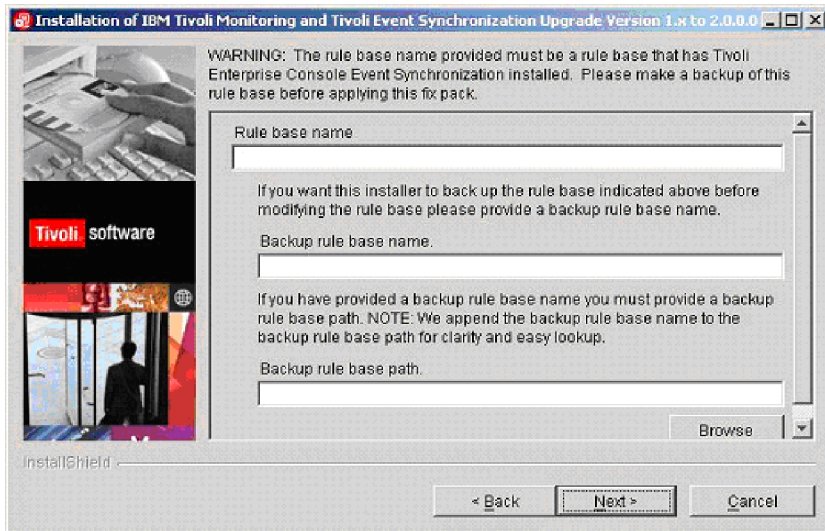 Installation of IBM Tivoli Monitoring and Tivoli Event Synchronization Upgrade Version 1.x to 2.0.0.0
WARNING: The rule base name provided must be a rule base that has Tivoli
Enterprise Console Event Synchronization installed. Please make a backup of this
rule base before applying this fix pack.
Rule base name
If you want this installer to back up the rule base indicated above before
modifying the rule base please provide a backup rule base name.
Backup rule base name.
If you have provided a backup rule base name you must provide a backup
rule base path. NOTE: We append the backup rule base name to the
backup rule base path for clarity and easy lookup.
Backup rule base path.
Browse
Tivoli software
InstallShield
< Back
Next >
Cancel